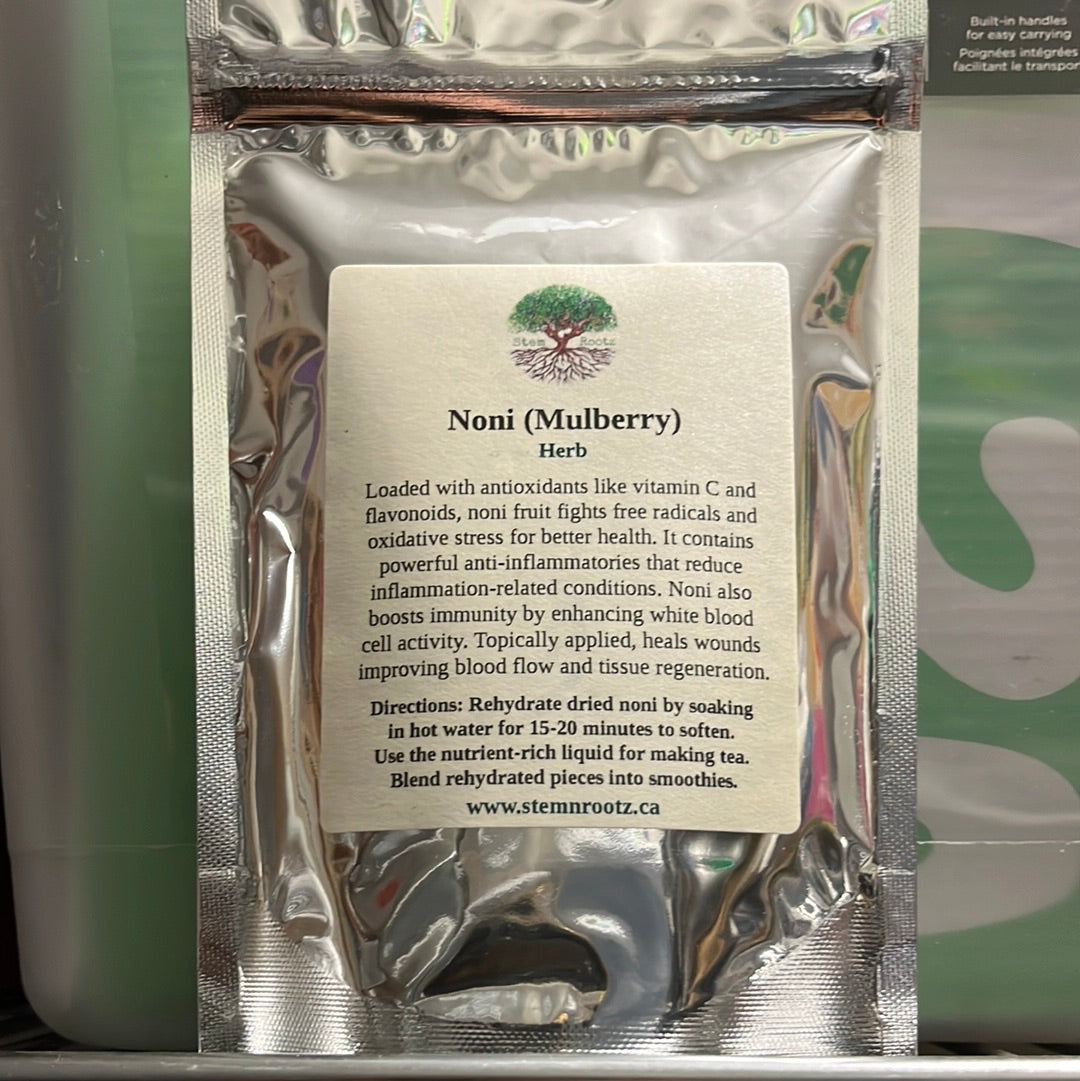 Built-in handles
for easy carrying
Poignées intégrées
facilitant le transpor
Stem Rootz
Noni (Mulberry)
Herb
Loaded with antioxidants like vitamin C and
flavonoids, noni fruit fights free radicals and
oxidative stress for better health. It contains
powerful anti-inflammatories that reduce
inflammation-related conditions. Noni also
boosts immunity by enhancing white blood
cell activity. Topically applied, heals wounds
improving blood flow and tissue regeneration.
Directions: Rehydrate dried noni by soaking
in hot water for 15-20 minutes to soften.
Use the nutrient-rich liquid for making tea.
Blend rehydrated pieces into smoothies.
www.stemnrootz.ca